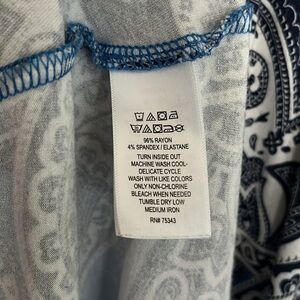 96% RAYON
4% SPANDEX / ELASTANE
TURN INSIDE OUT
MACHINE WASH COOL-
DELICATE CYCLE
WASH WITH LIKE COLORS
ONLY NON-CHLORINE
BLEACH WHEN NEEDED
TUMBLE DRY LOW
MEDIUM IRON
RN# 75343